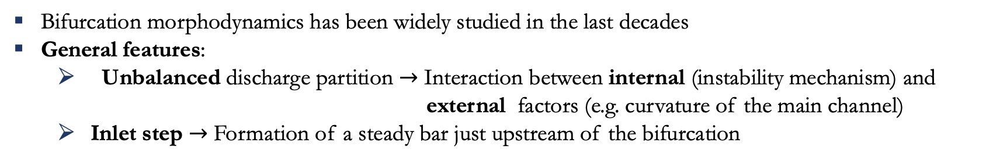 ▪ Bifurcation morphodynamics has been widely studied in the last decades
▪ General features:
➢ Unbalanced discharge partition → Interaction between internal (instability mechanism) and
external factors (e.g. curvature of the main channel)
➢ Inlet step → Formation of a steady bar just upstream of the bifurcation